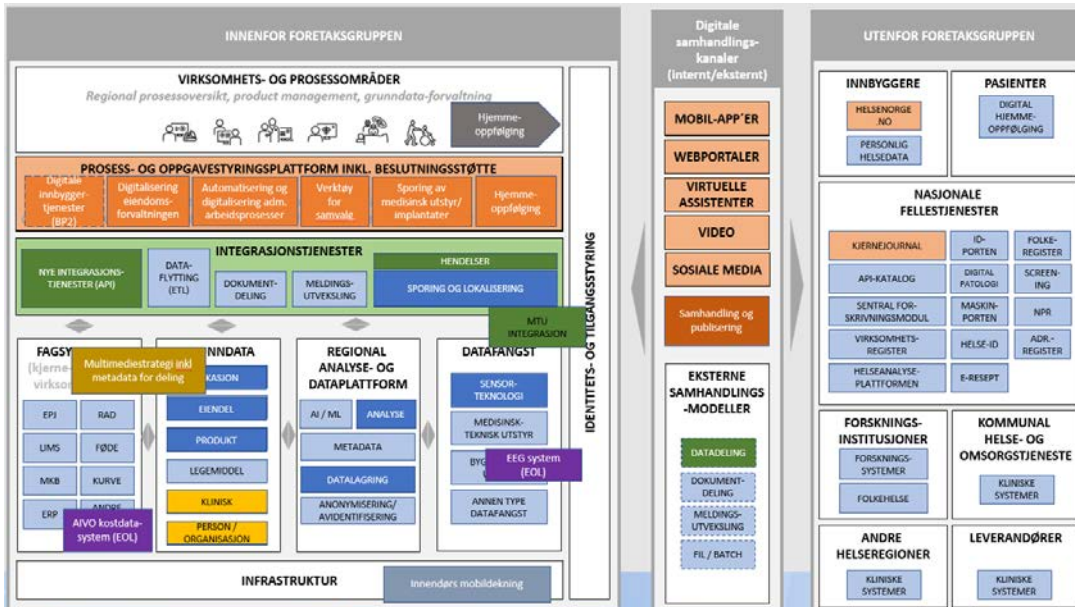 INNENFOR FORETAKSGRUPPEN
VIRKSOMHETS- OG PROSESSOMRÅDER
Regional prosessoversikt, product management, grunndata-forvaltning
Hjemme-
oppfølging
PROSESS- OG OPPGAVESTYRINGSPLATTFORM INKL. BESLUTNINGSSTØTTE
Digitale
innbygger-
tjenester
(BP2)
Digitalisering
eiendoms-
forvaltningen
Automatisering og
digitalisering adm.
arbeidsprosesser
Verktøy
for
samvalg
Sporing av
medisinsk utstyr/
implantater
Hjemme-
oppfølging
INTEGRASJONSTJENESTER
NYE INTEGRASJONS-
TJENESTER (API)
DATA-
FLYTTING
(ETL)
DOKUMENT-
DELING
MELDINGS-
UTVEKSLING
HENDELSER
SPORING OG LOKALISERING
MTU
INTEGRASJON
FAGSY
(kjerne-
virksom
Multimediestrategi inkl
metadata for deling
EPJ
RAD
LIMS
FØDE
MKB
KURVE
ERP
ANDRE
AIVO kostdata-
system (EOL)
NNDATA
KASJON
EIENDEL
PRODUKT
LEGEMIDDEL
KLINISK
PERSON /
ORGANISASJON
REGIONAL
ANALYSE- OG
DATAPLATTFORM
AI / ML
ANALYSE
METADATA
DATALAGRING
ANONYMISERING/
AVIDENTIFISERING
DATAFANGST
SENSOR-
TEKNOLOGI
MEDISINSK-
TEKNISK UTSTYR
BYG
EEG system
(EOL)
ANNEN TYPE
DATAFANGST
INFRASTRUKTUR
Innendørs mobildekning
IDENTITETS- OG TILGANGSSTYRING
Digitale
samhandlings-
kanaler
(internt/eksternt)
MOBIL-APP´ER
WEBPORTALER
VIRTUELLE
ASSISTENTER
VIDEO
SOSIALE MEDIA
Samhandling og
publisering
EKSTERNE
SAMHANDLINGS
-MODELLER
DATADELING
DOKUMENT-
DELING
MELDINGS-
UTVEKSLING
FIL / BATCH
UTENFOR FORETAKSGRUPPEN
INNBYGGERE
HELSENORGE
.NO
PERSONLIG
HELSEDATA
PASIENTER
DIGITAL
HJEMME-
OPPFØLGING
NASJONALE
FELLESTJENESTER
KJERNEJOURNAL
ID-
PORTEN
FOLKE-
REGISTER
API-KATALOG
DIGITAL
PATOLOGI
SCREEN-
ING
SENTRAL FOR-
SKRIVNINGSMODUL
MASKIN-
PORTEN
NPR
VIRKSOMHETS-
REGISTER
HELSE-ID
ADR.-
REGISTER
HELSEANALYSE-
PLATTFORMEN
E-RESEPT
FORSKNINGS-
INSTITUSJONER
FORSKNINGS-
SYSTEMER
FOLKEHELSE
KOMMUNAL
HELSE- OG
OMSORGSTJENESTE
KLINISKE
SYSTEMER
ANDRE
HELSEREGIONER
KLINISKE
SYSTEMER
LEVERANDØRER
KLINISKE
SYSTEMER